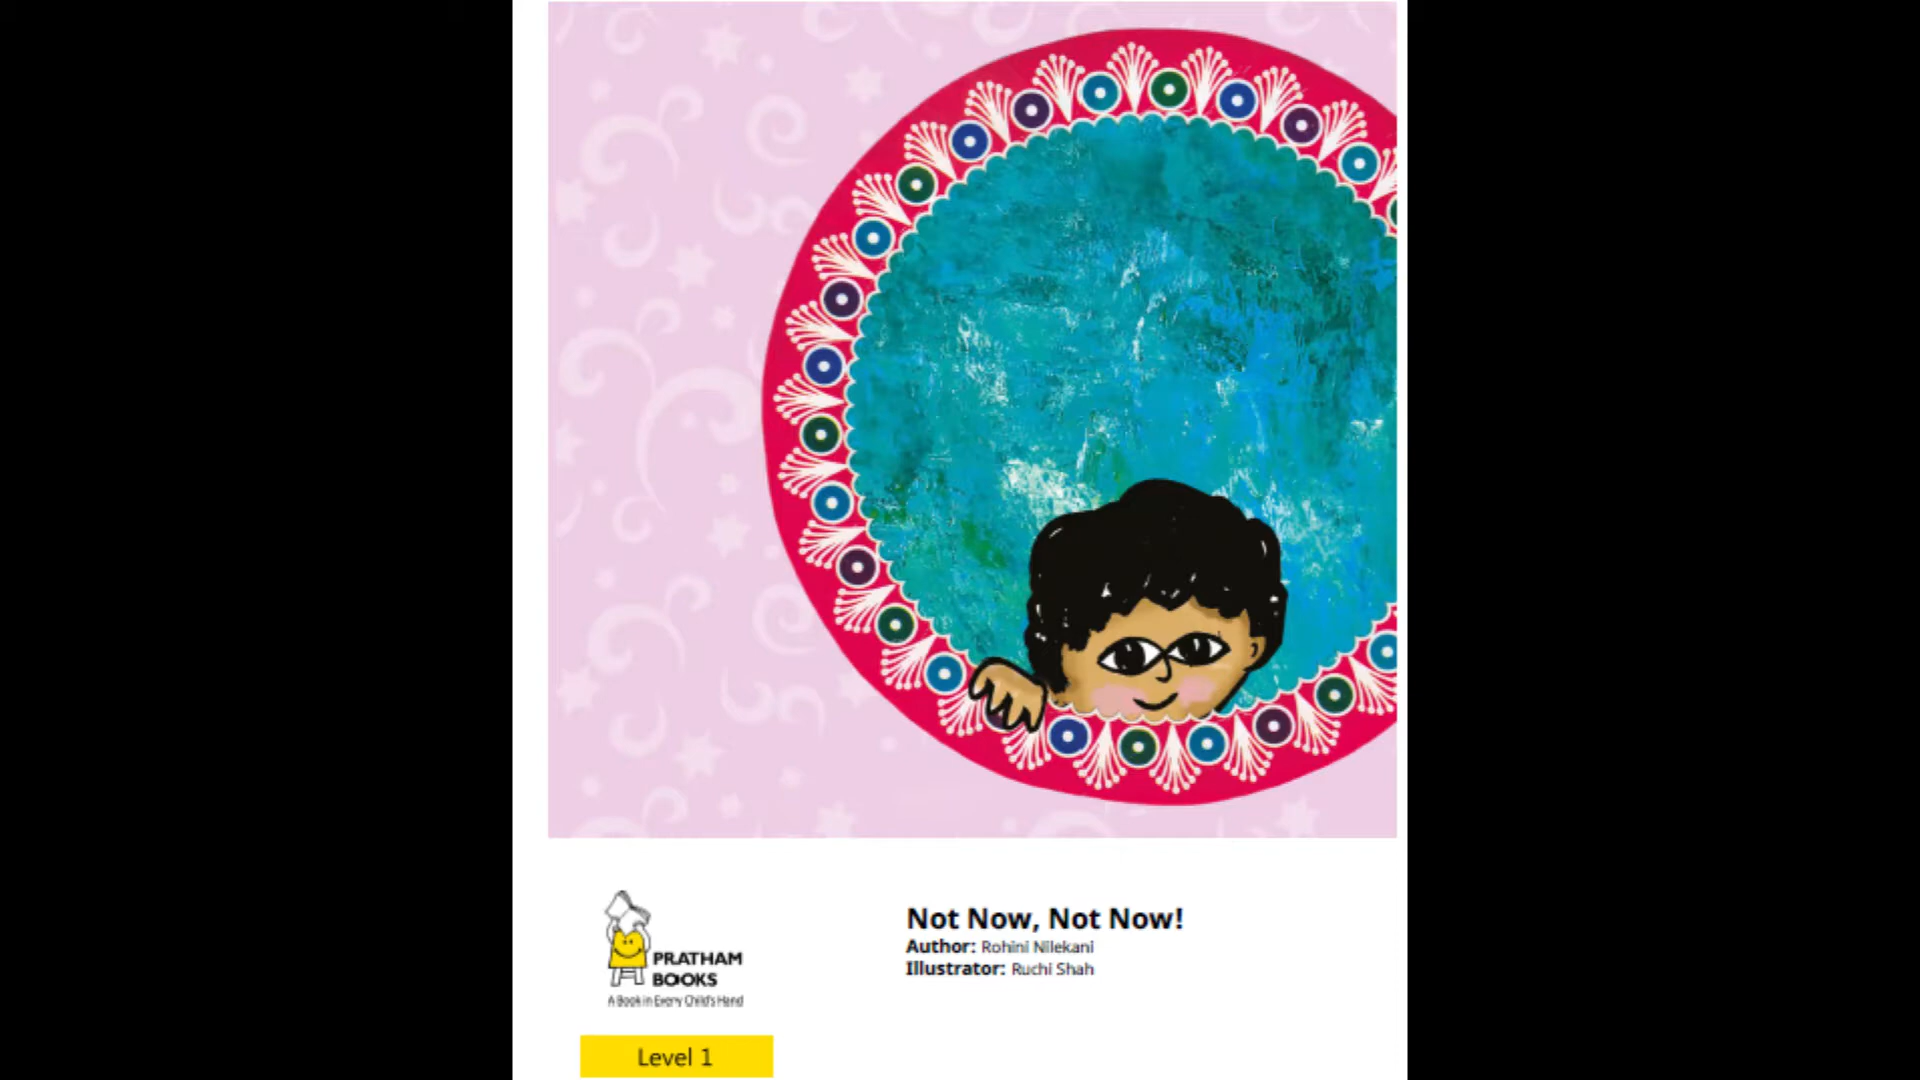 Not Now, Not Now!
Author: Rohini Nilekani
Illustrator: Ruchi Shah
PRATHAM
BOOKS
A Book in Every Child's Hand
Level 1